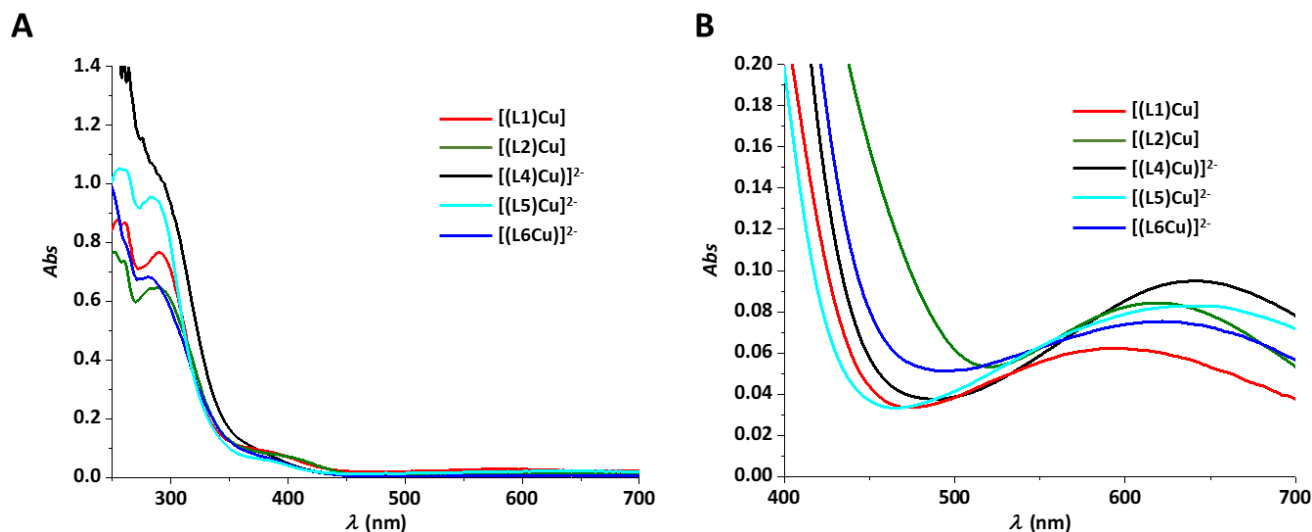 A
1.4
1.2
1.0
0.8
0.6
0.4
0.2
0.0
Abs
300
400
500
600
700
λ (nm)
[(L1)Cu]
[(L2)Cu]
[(L4)Cu)]²⁻
[(L5)Cu]²⁻
[(L6Cu)]²⁻
B
0.20
0.18
0.16
0.14
0.12
0.10
0.08
0.06
0.04
0.02
0.00
Abs
400
500
600
700
λ (nm)
[(L1)Cu]
[(L2)Cu]
[(L4)Cu)]²⁻
[(L5)Cu]²⁻
[(L6Cu)]²⁻